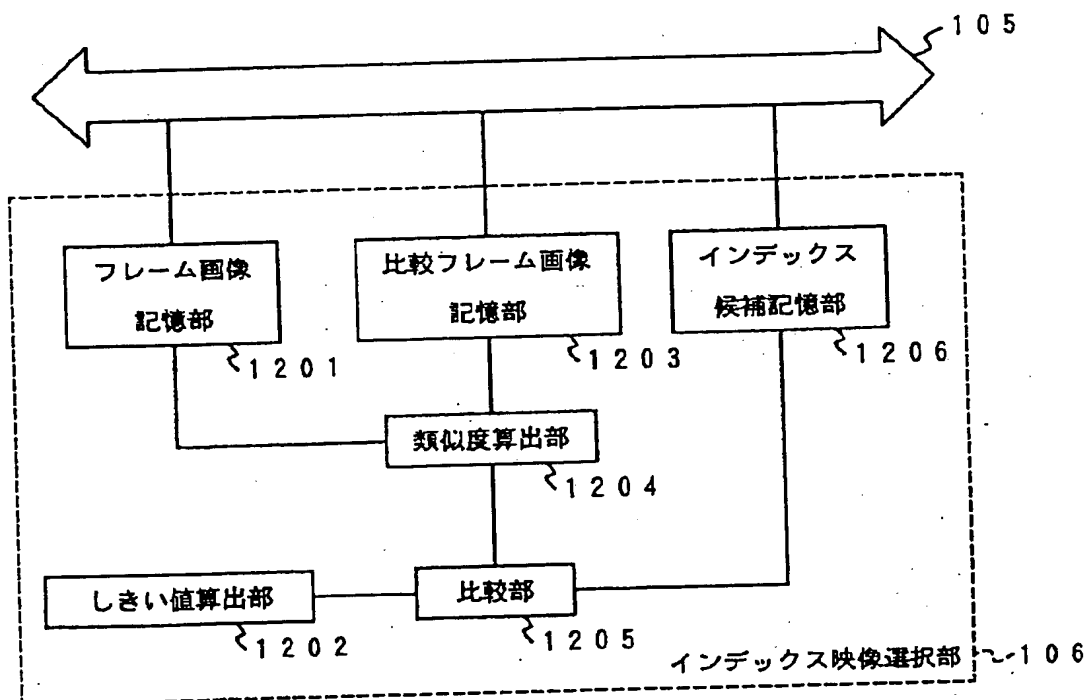 105
フレーム画像
記憶部
1201
比較フレーム画像
記憶部
1203
インデックス
候補記憶部
1206
類似度算出部
1204
しきい値算出部
1202
比較部
1205
インデックス映像選択部
106